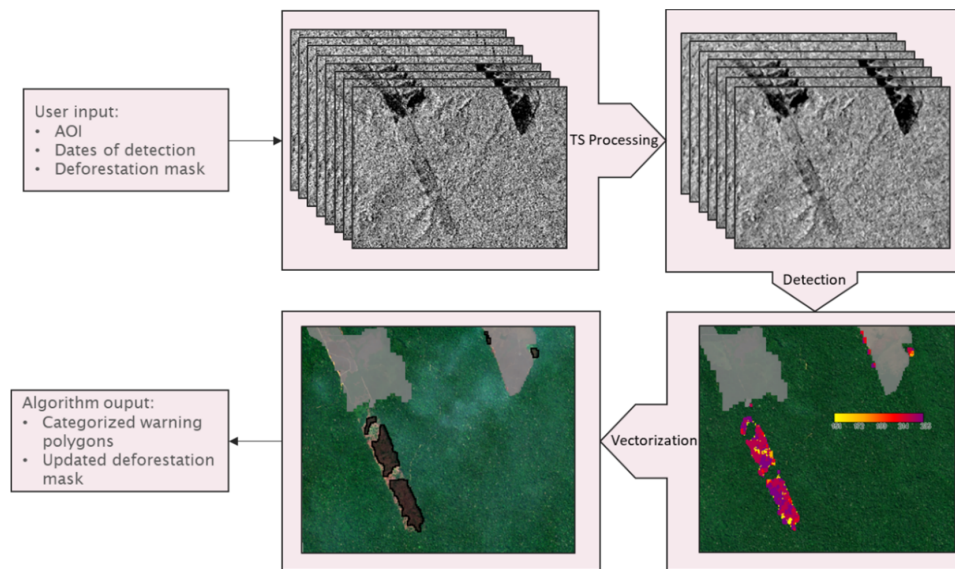 User input:
• AOI
• Dates of detection
• Deforestation mask
TS Processing
Detection
Vectorization
Algorithm ouput:
• Categorized warning
polygons
• Updated deforestation
mask